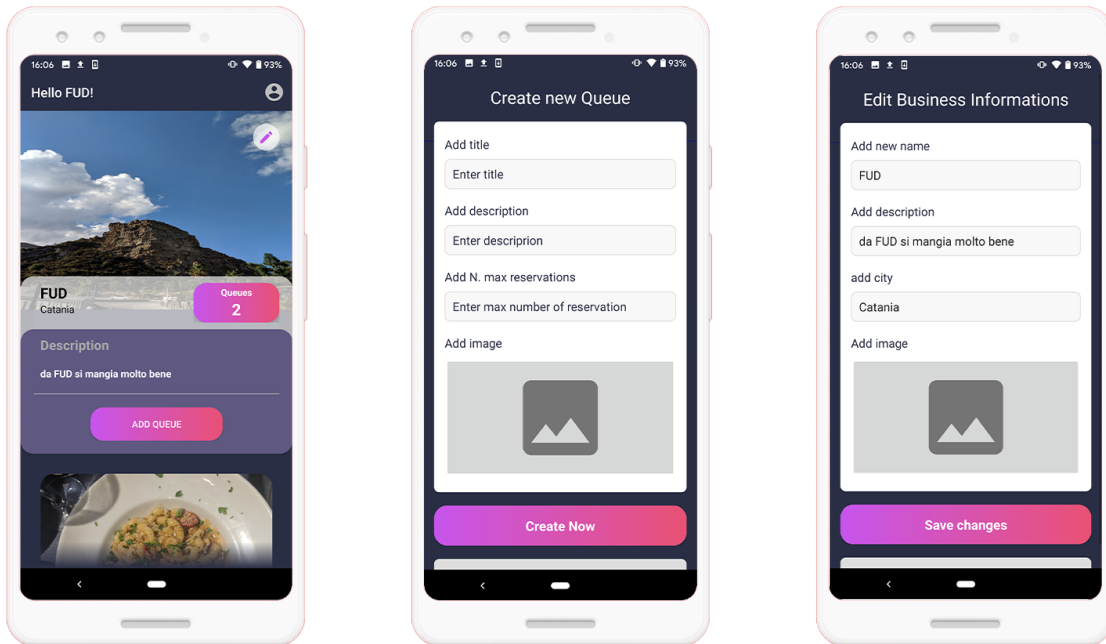 16:06 93%
Hello FUD!
FUD
Catania
Queues
2
Description
da FUD si mangia molto bene
ADD QUEUE
16:06 93%
Create new Queue
Add title
Enter title
Add description
Enter descriprion
Add N. max reservations
Enter max number of reservation
Add image
Create Now
16:06 93%
Edit Business Informations
Add new name
FUD
Add description
da FUD si mangia molto bene
add city
Catania
Add image
Save changes